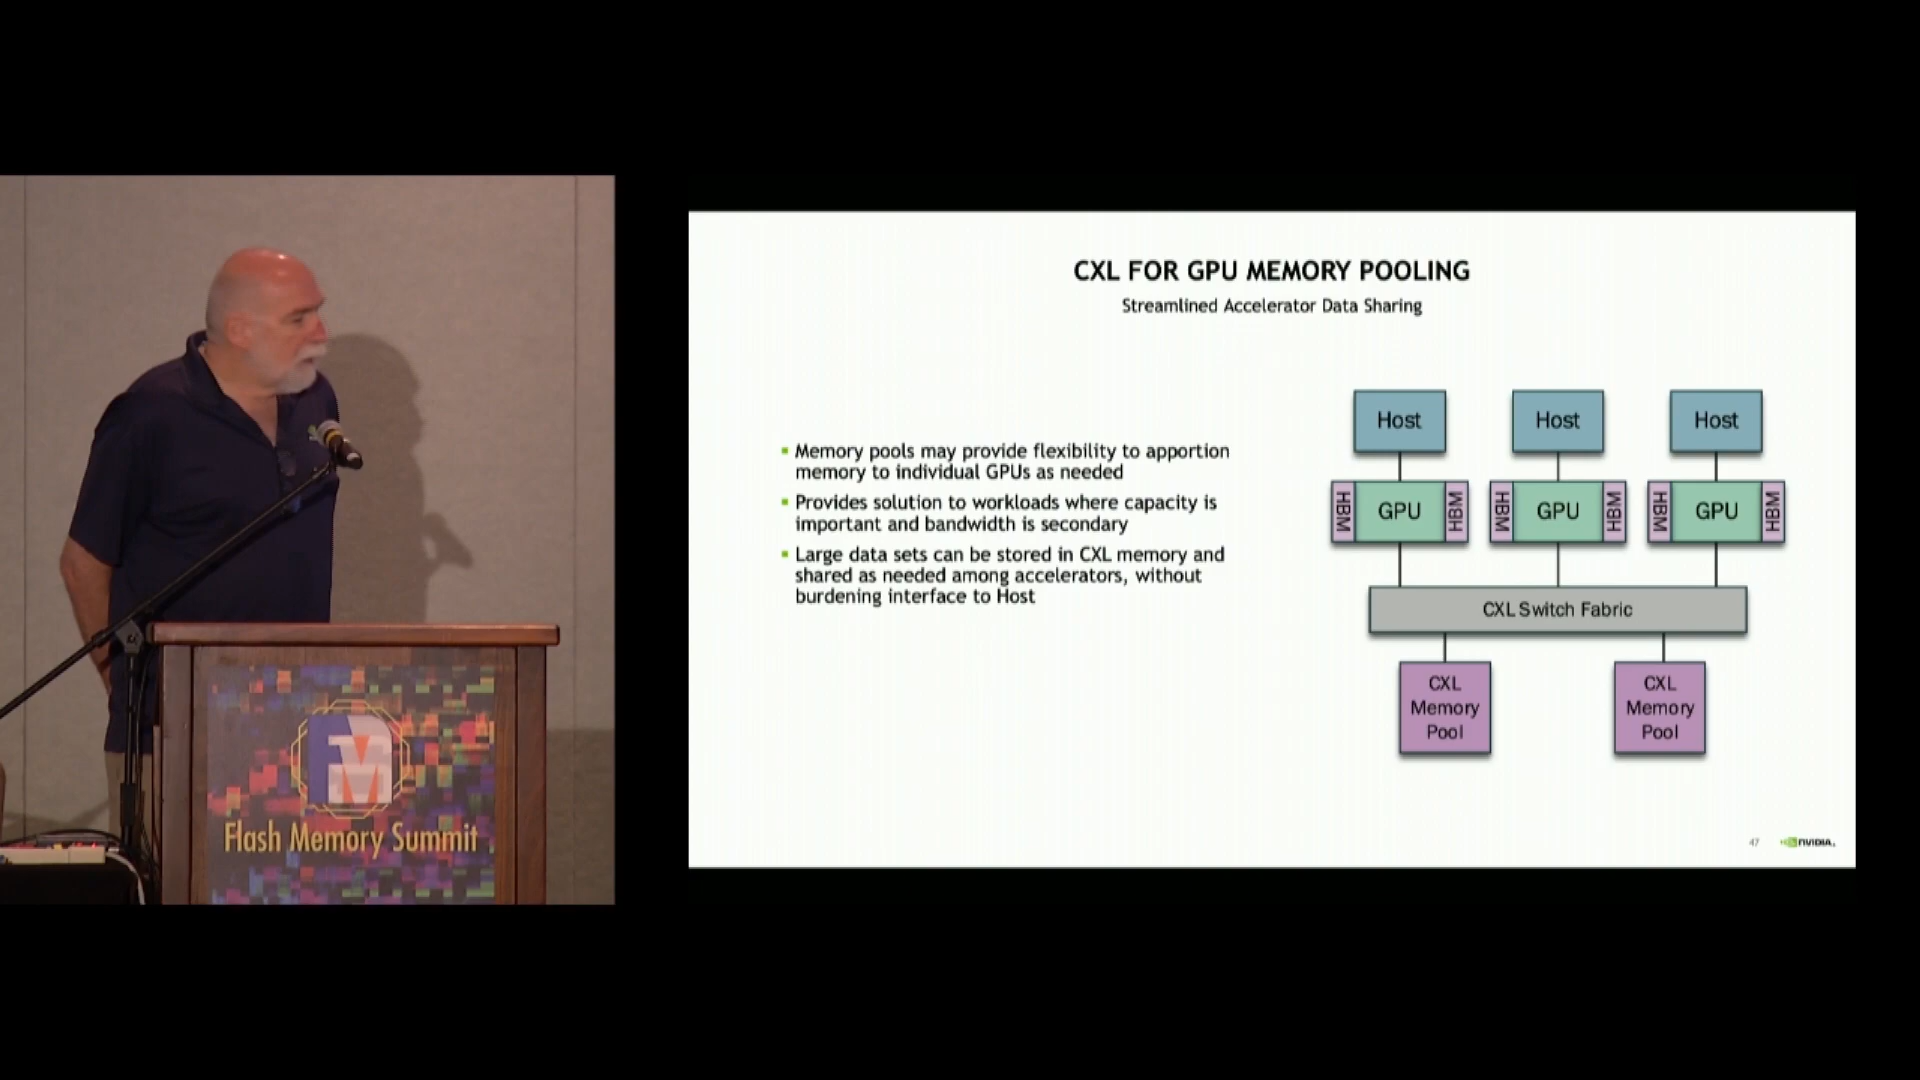 FM
Flash Memory Summit
CXL FOR GPU MEMORY POOLING
Streamlined Accelerator Data Sharing
Memory pools may provide flexibility to apportion
memory to individual GPUs as needed
Provides solution to workloads where capacity is
important and bandwidth is secondary
Large data sets can be stored in CXL memory and
shared as needed among accelerators, without
burdening interface to Host
Host
Host
Host
HBM
GPU
HBM
HBM
GPU
HBM
HBM
GPU
HBM
CXL Switch Fabric
CXL
Memory
Pool
CXL
Memory
Pool
47
NVIDIA.